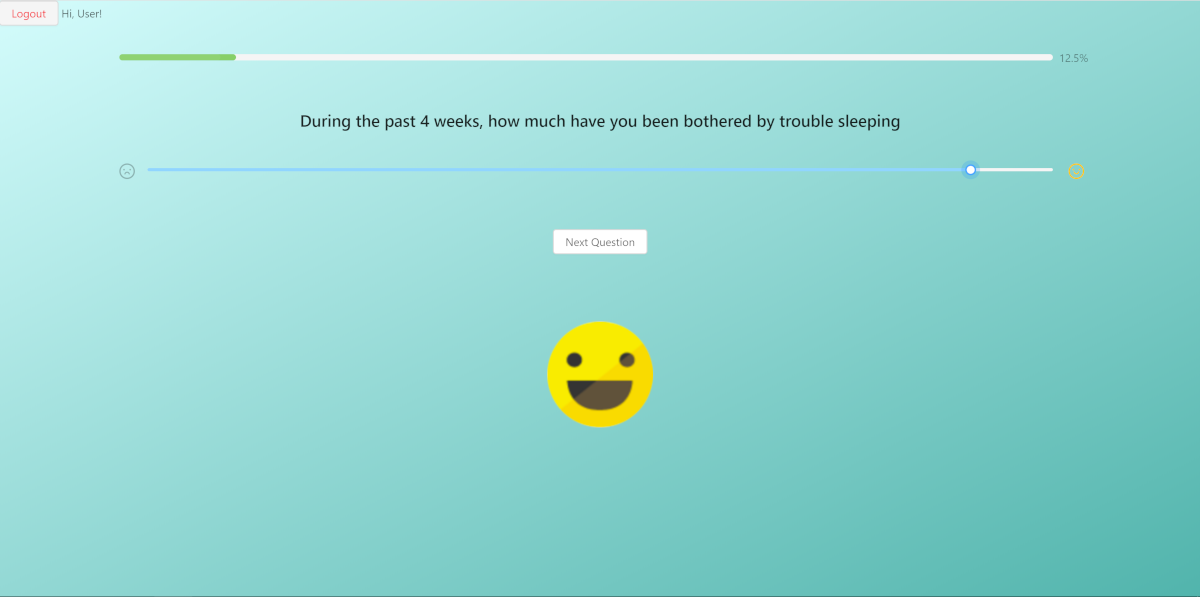 Logout Hi, User!
12.5%
During the past 4 weeks, how much have you been bothered by trouble sleeping
Next Question